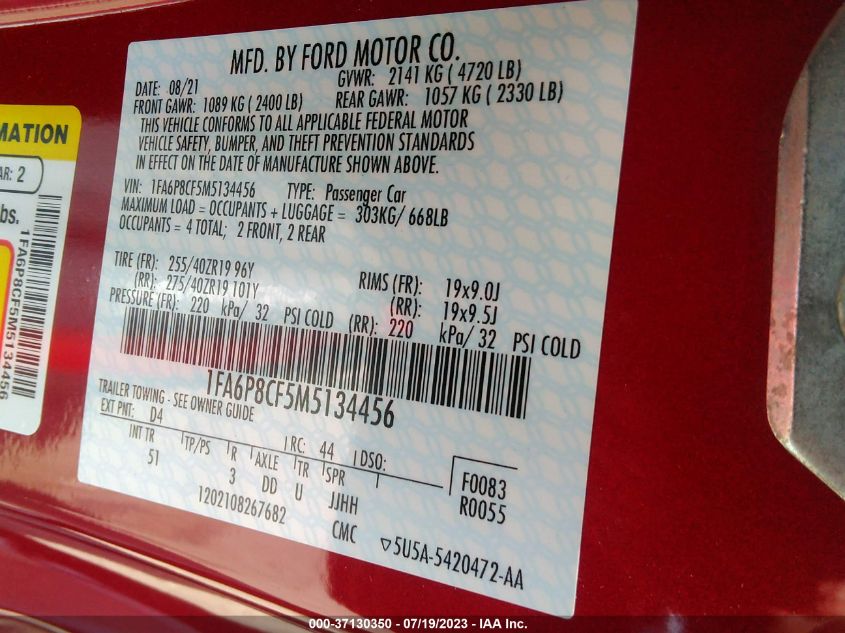 MFD. BY FORD MOTOR CO.
DATE: 08/21 GVWR: 2141 KG ( 4720 LB)
FRONT GAWR: 1089 KG ( 2400 LB) REAR GAWR: 1057 KG ( 2330 LB)
THIS VEHICLE CONFORMS TO ALL APPLICABLE FEDERAL MOTOR
VEHICLE SAFETY, BUMPER, AND THEFT PREVENTION STANDARDS
IN EFFECT ON THE DATE OF MANUFACTURE SHOWN ABOVE.
VIN: 1FA6P8CF5M5134456 TYPE: Passenger Car
MAXIMUM LOAD = OCCUPANTS + LUGGAGE = 303KG/ 668LB
OCCUPANTS = 4 TOTAL; 2 FRONT, 2 REAR
TIRE (FR): 255/40ZR19 96Y RIMS (FR): 19x9.0J
(RR): 275/40ZR19 101Y (RR): 19x9.5J
PRESSURE (FR): 220 kPa/ 32 PSI COLD (RR): 220 kPa/ 32 PSI COLD
1FA6P8CF5M5134456
TRAILER TOWING - SEE OWNER GUIDE
EXT PNT: D4 RC: 44 DSO:
INT TR TP/PS R AXLE TR SPR
51 3 DD U JJHH
F0083
R0055
1202108267682 CMC
▽5U5A-5420472-AA
MATION
AR: 2
bs.
1FA6P8CF5M5134456
000-37130350 - 07/19/2023 - IAA Inc.